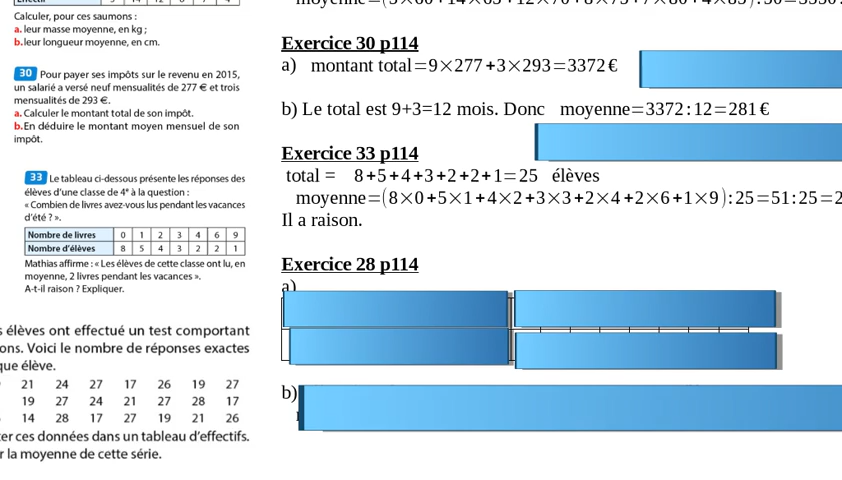 Calculer, pour ces saumons :
a. leur masse moyenne, en kg ;
b. leur longueur moyenne, en cm.
30 Pour payer ses impôts sur le revenu en 2015,
un salarié a versé neuf mensualités de 277 € et trois
mensualités de 293 €.
a. Calculer le montant total de son impôt.
b. En déduire le montant moyen mensuel de son
impôt.
33 Le tableau ci-dessous présente les réponses des
élèves d'une classe de 4e à la question :
« Combien de livres avez-vous lus pendant les vacances
d'été ? ».
Nombre de livres 0 1 2 3 4 6 9
Nombre d'élèves 8 5 4 3 2 2 1
Mathias affirme : « Les élèves de cette classe ont lu, en
moyenne, 2 livres pendant les vacances ».
A-t-il raison ? Expliquer.
élèves ont effectué un test comportant
Voici le nombre de réponses exactes
élève.
21 24 27 17 26 19 27
19 27 24 21 27 28 17
14 28 17 27 19 21 26
ces données dans un tableau d'effectifs.
la moyenne de cette série.
Exercice 30 p114
a) montant total=9×277+3×293=3372€
b) Le total est 9+3=12 mois. Donc moyenne=3372:12=281€
Exercice 33 p114
total = 8+5+4+3+2+2+1=25 élèves
moyenne=(8×0+5×1+4×2+3×3+2×4+2×6+1×9):25=51:25=2
Il a raison.
Exercice 28 p114
a)
b)